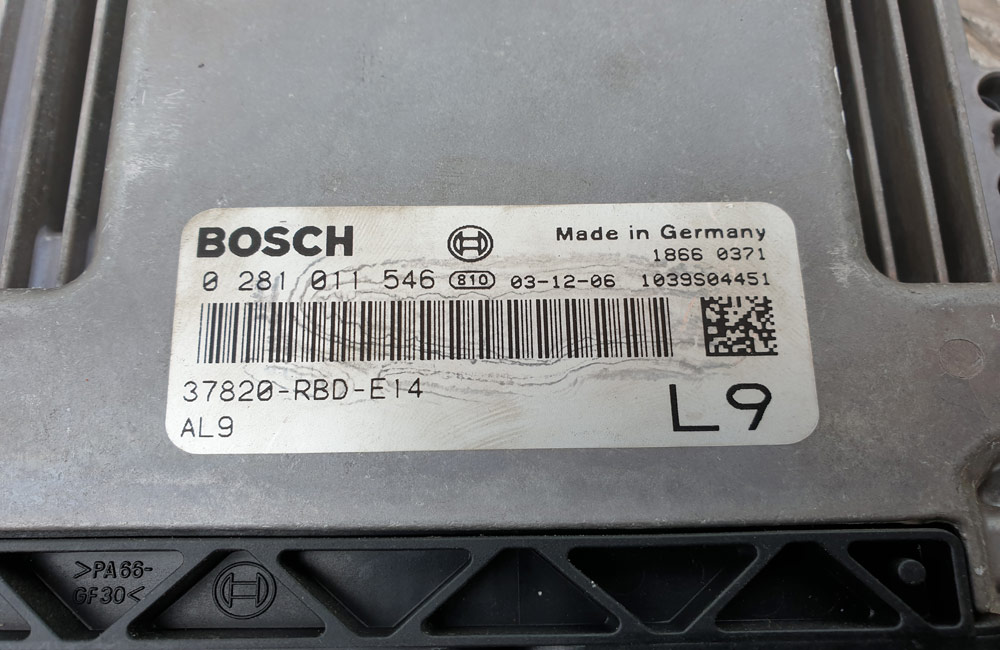 BOSCH Made in Germany
1866 0371
0 281 011 546 810 03-12-06 1039S04451
37820-RBD-E14
AL9 L9
>PA66-
GF30<